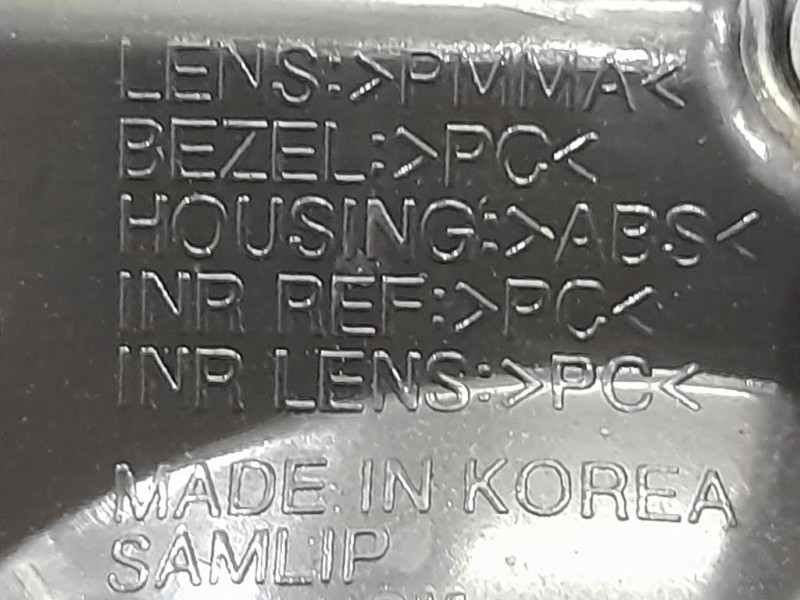 LENS:>PMMA<
BEZEL:>PC<
HOUSING:>ABS<
INR REF:>PC<
INR LENS:>PC<
MADE IN KOREA
SAMLIP